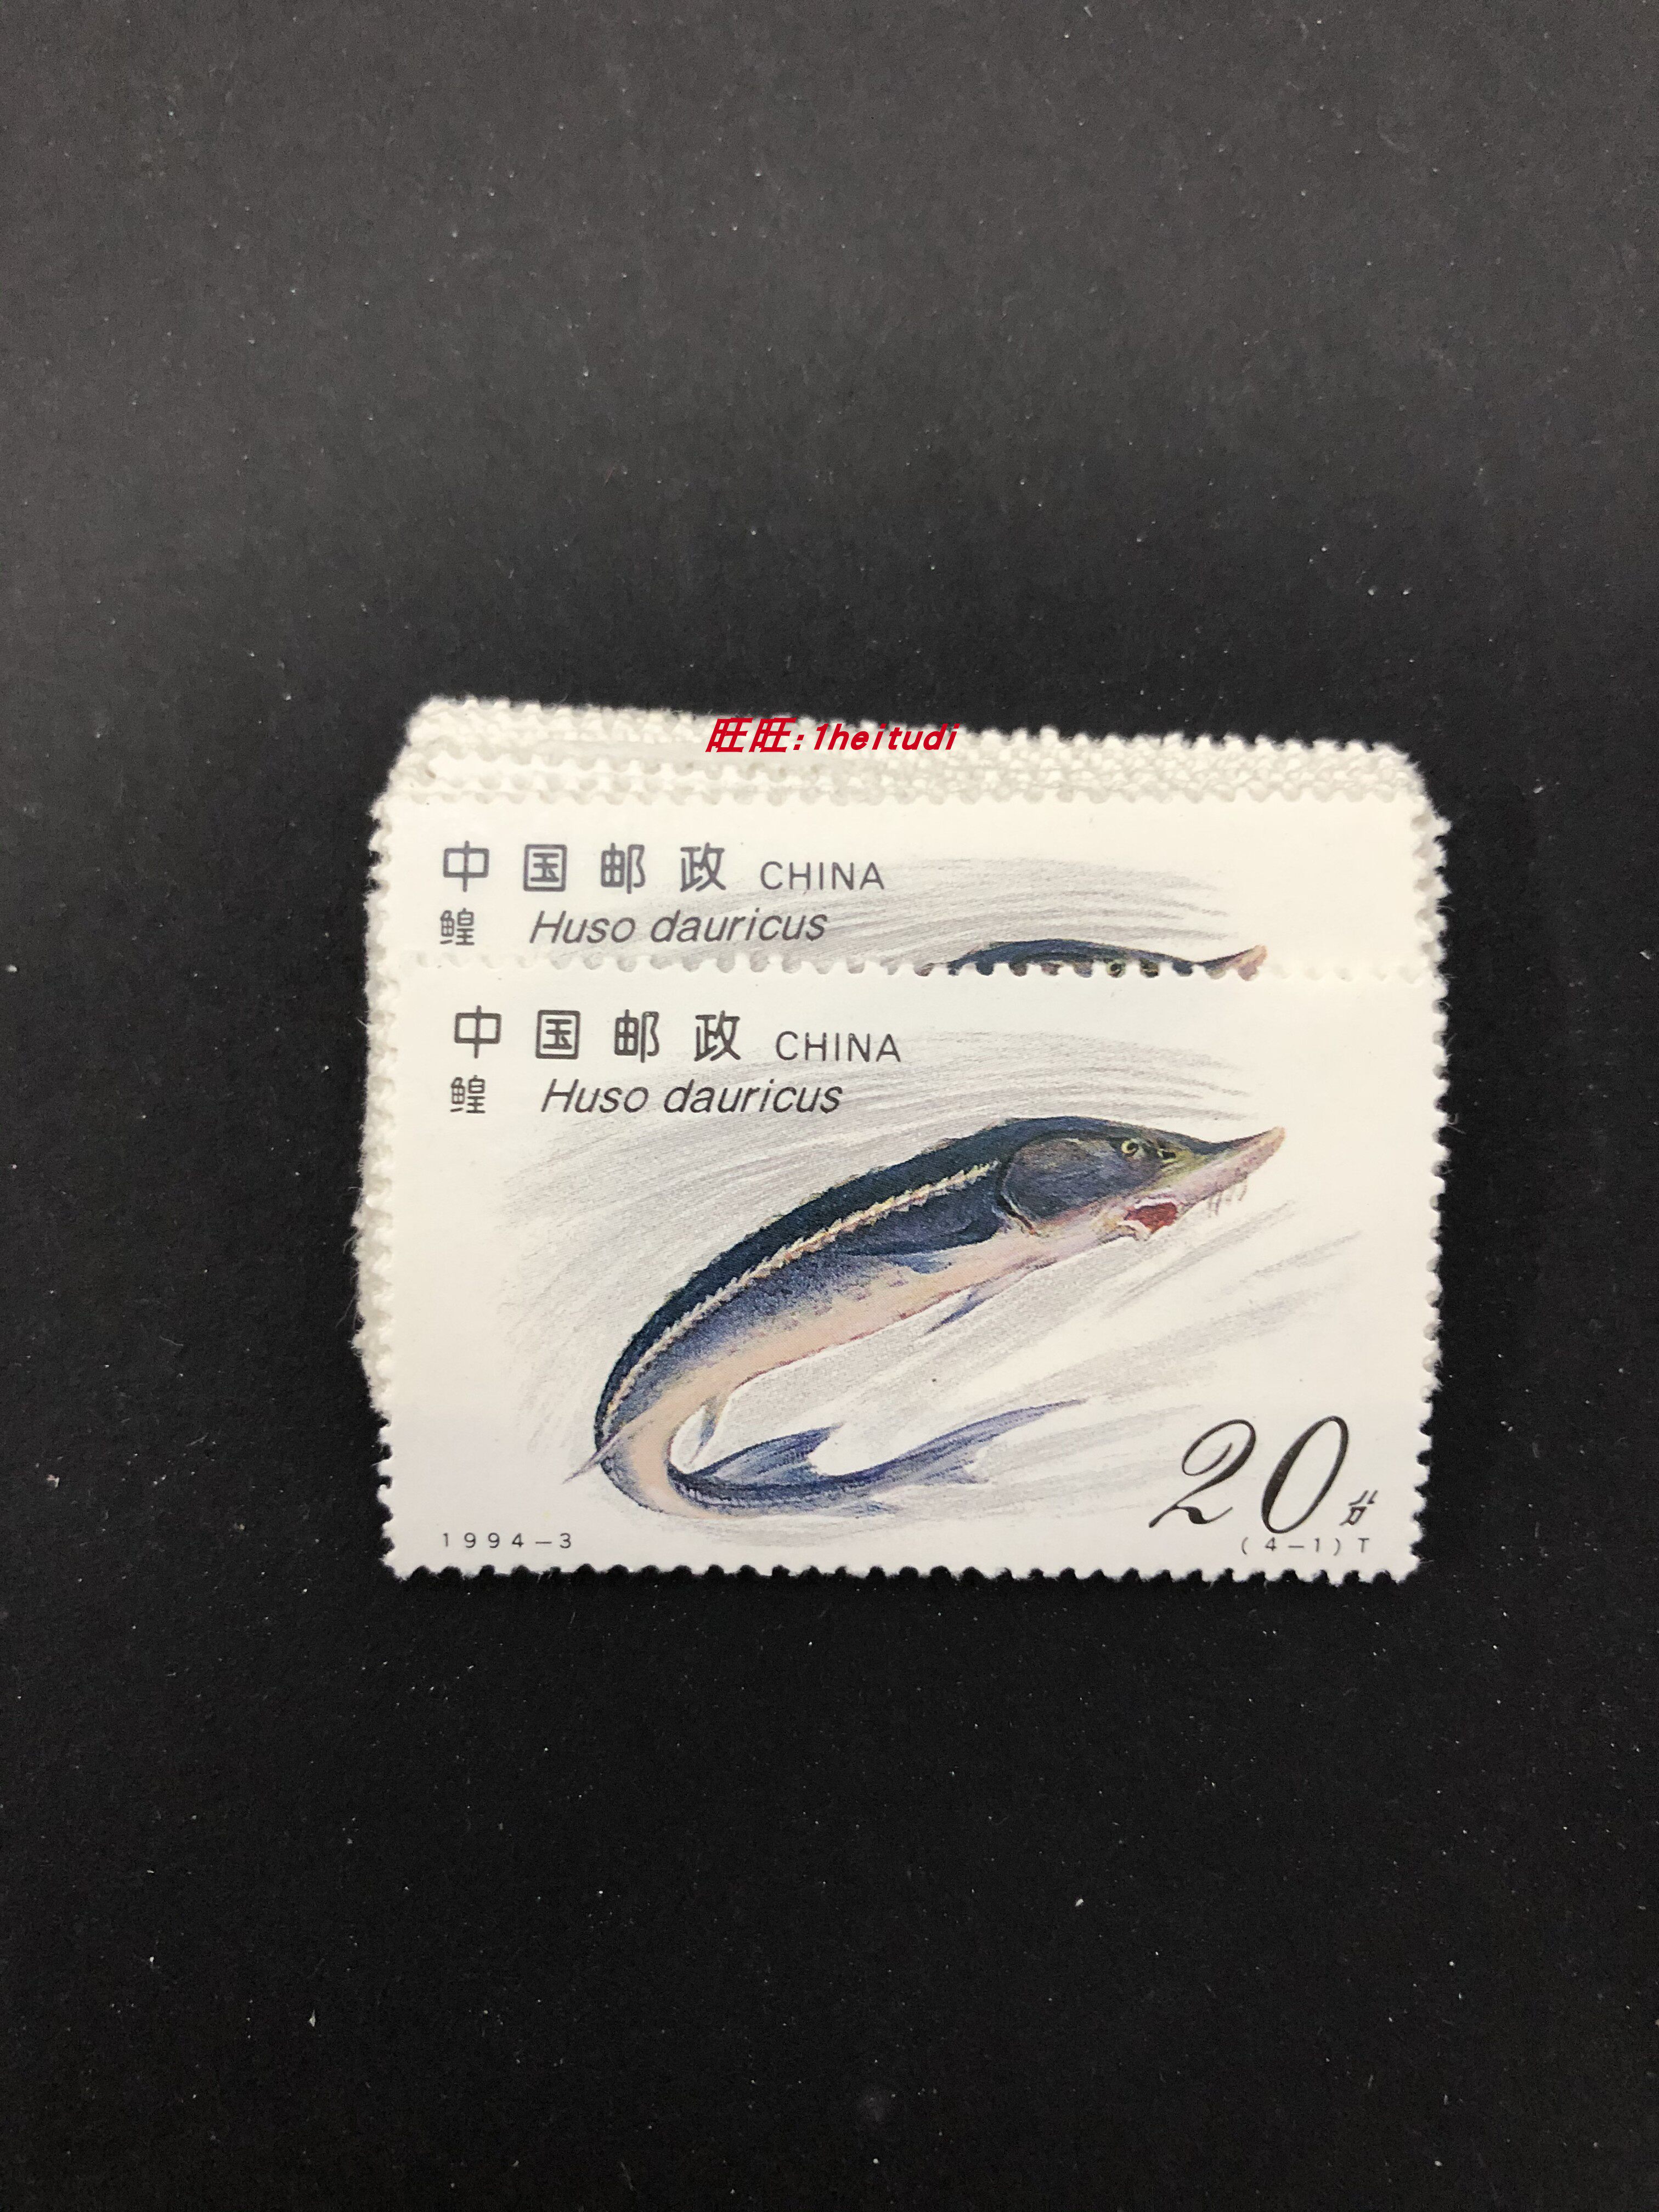 旺旺:1heitudi
中国邮政 CHINA
鳇 Huso dauricus
中国邮政 CHINA
鳇 Huso dauricus
20分
1994-3
(4-1)T